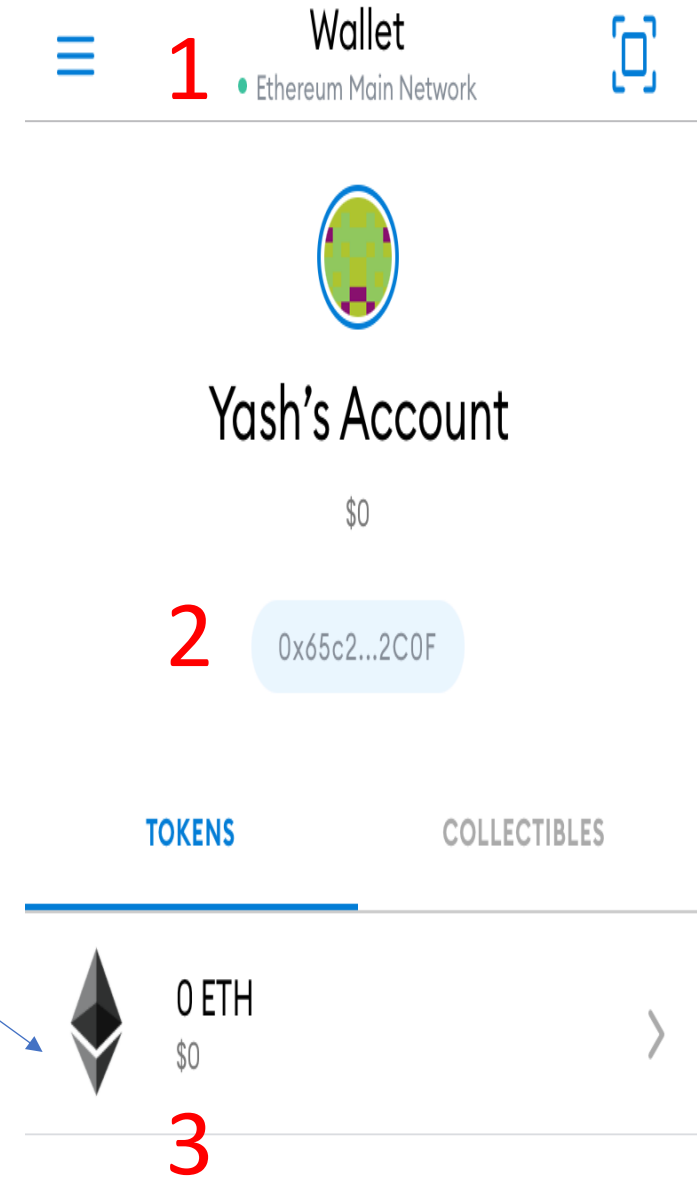 Wallet
1
Ethereum Main Network
Yash's Account
$0
2
0x65c2...2C0F
TOKENS
COLLECTIBLES
0 ETH
$0
3